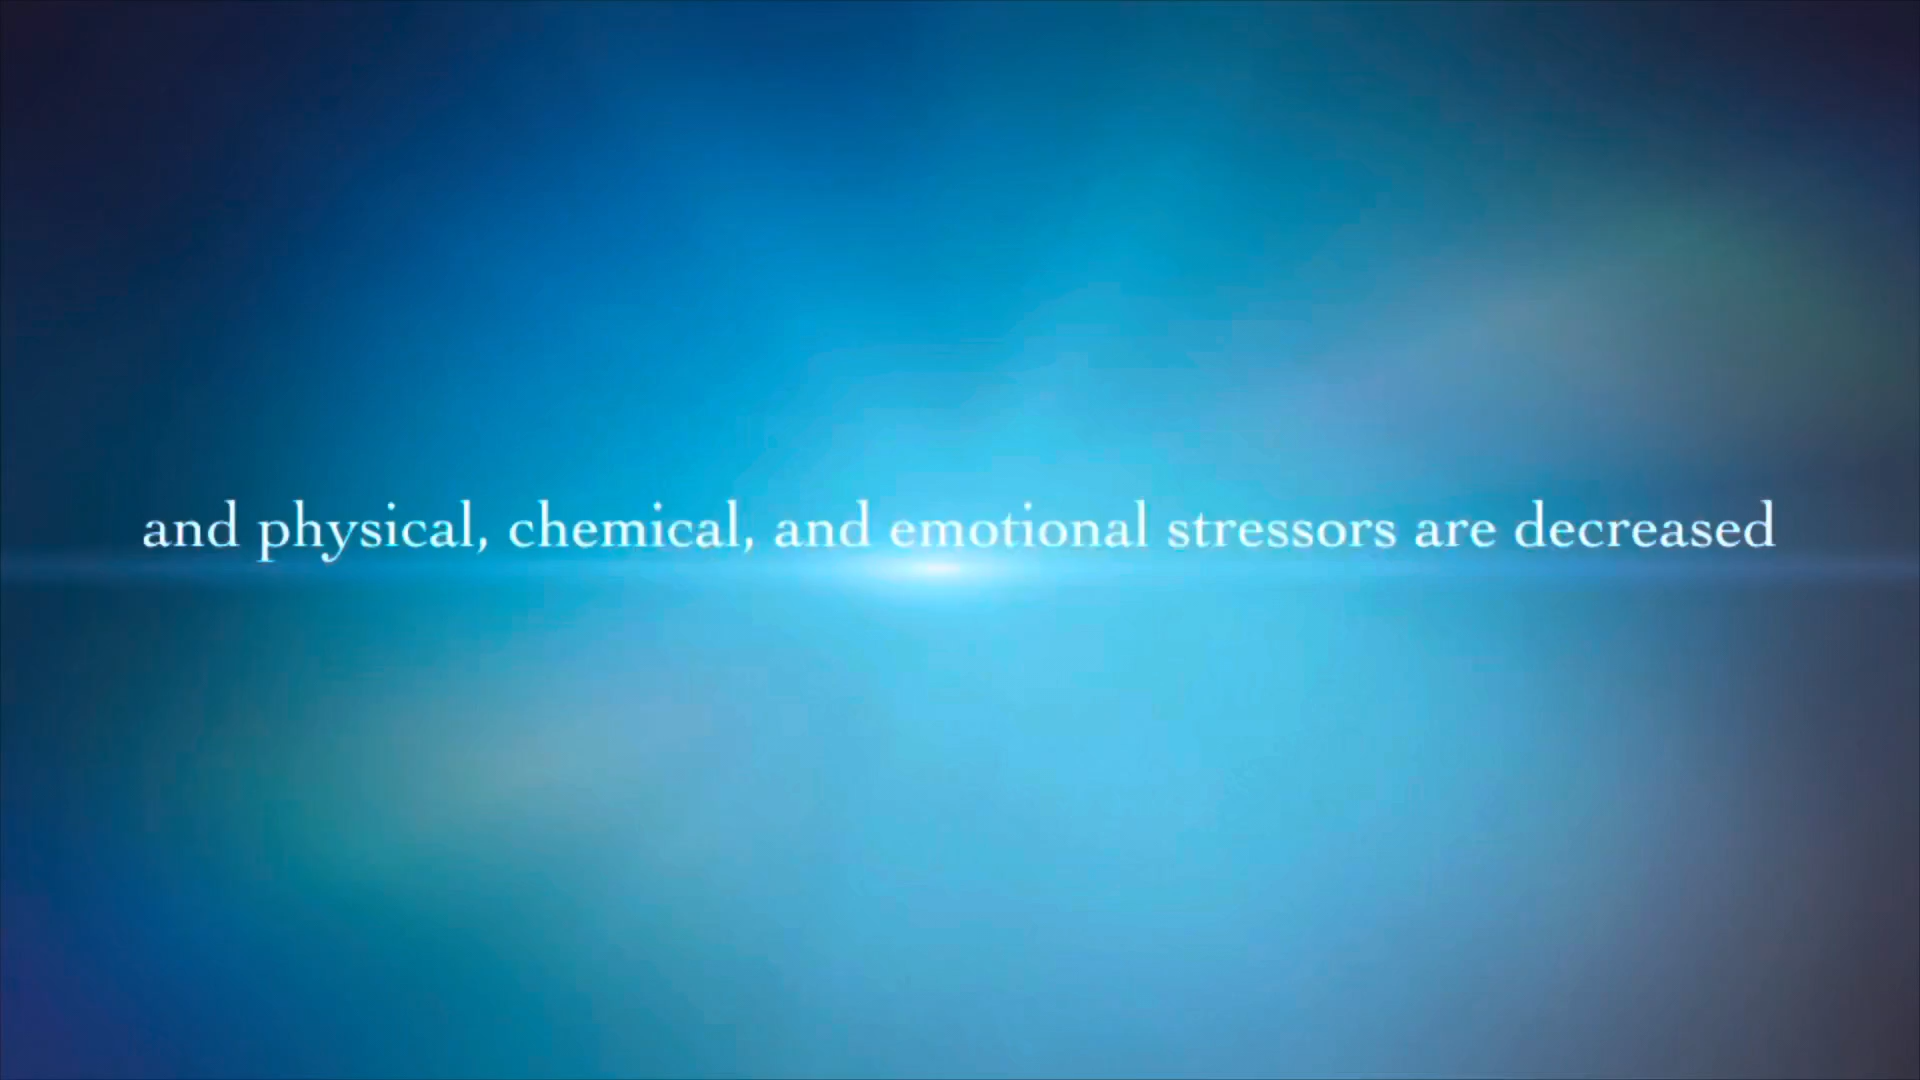 and physical, chemical, and emotional stressors are decreased